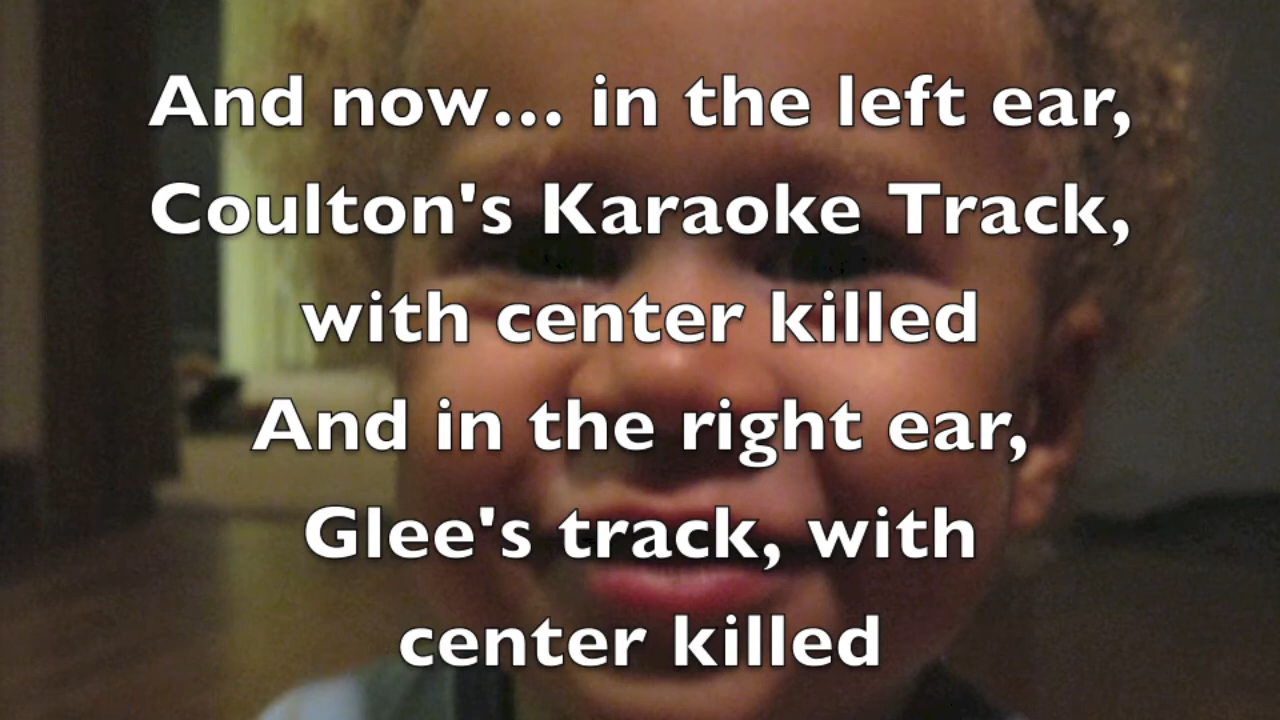 And now... in the left ear,
Coulton's Karaoke Track,
with center killed
And in the right ear,
Glee's track, with
center killed